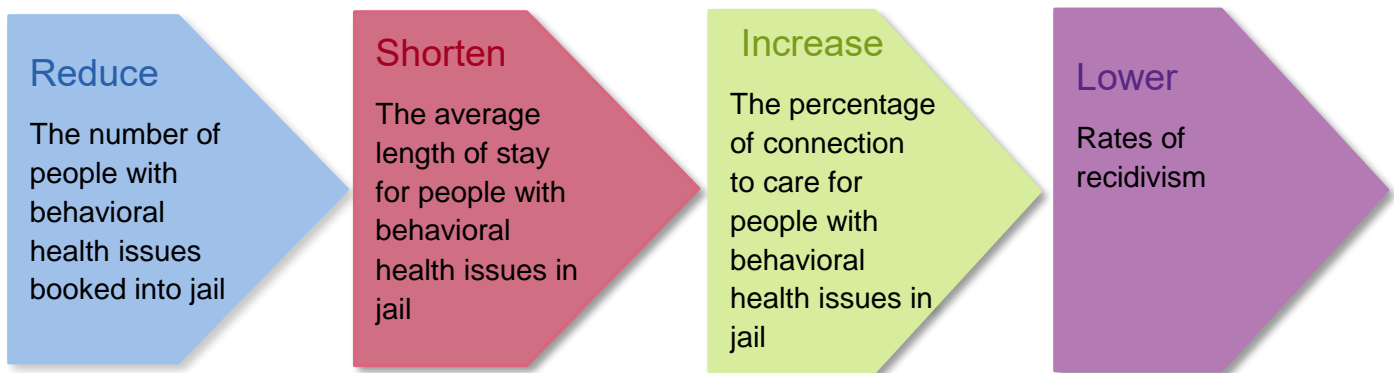 Reduce
The number of
people with
behavioral
health issues
booked into jail
Shorten
The average
length of stay
for people with
behavioral
health issues in
jail
Increase
The percentage
of connection
to care for
people with
behavioral
health issues in
jail
Lower
Rates of
recidivism